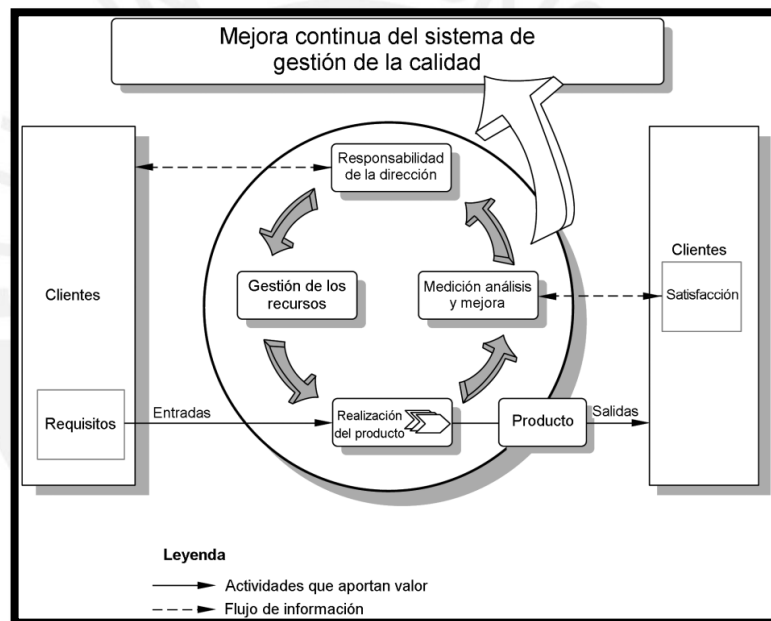 Mejora continua del sistema de
gestión de la calidad
Responsabilidad
de la dirección
Clientes
Clientes
Gestión de los
recursos
Medición análisis
y mejora
Satisfacción
Requisitos
Entradas
Realización
del producto
Producto
Salidas
Leyenda
Actividades que aportan valor
Flujo de información